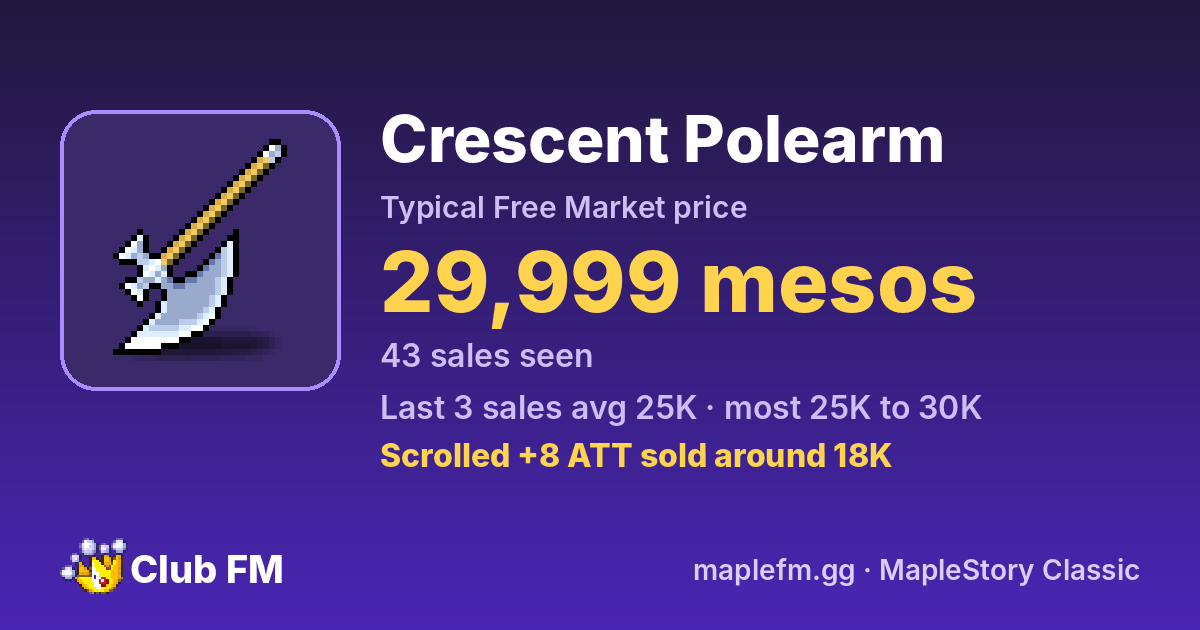 Crescent Polearm
Typical Free Market price
29,999 mesos
43 sales seen
Last 3 sales avg 25K · most 25K to 30K
Scrolled +8 ATT sold around 18K
Club FM
maplefm.gg · MapleStory Classic